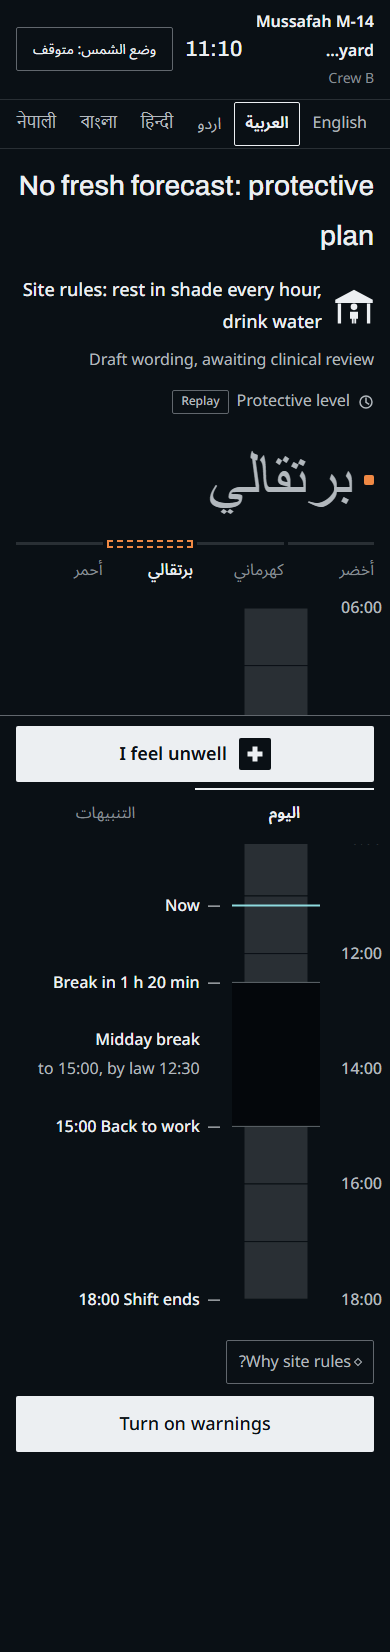 Mussafah M-14
yard...
Crew B
11:10
وضع الشمس: متوقف
English
العربية
اردو
हिन्दी
বাংলা
नेपाली
No fresh forecast: protective
plan
Site rules: rest in shade every hour,
drink water
Draft wording, awaiting clinical review
Protective level
Replay
برتقالي
أخضر
كهرماني
برتقالي
أحمر
06:00
I feel unwell
اليوم
التنبيهات
Now
12:00
Break in 1 h 20 min
Midday break
to 15:00, by law 12:30
14:00
15:00 Back to work
16:00
18:00 Shift ends
18:00
?Why site rules
Turn on warnings